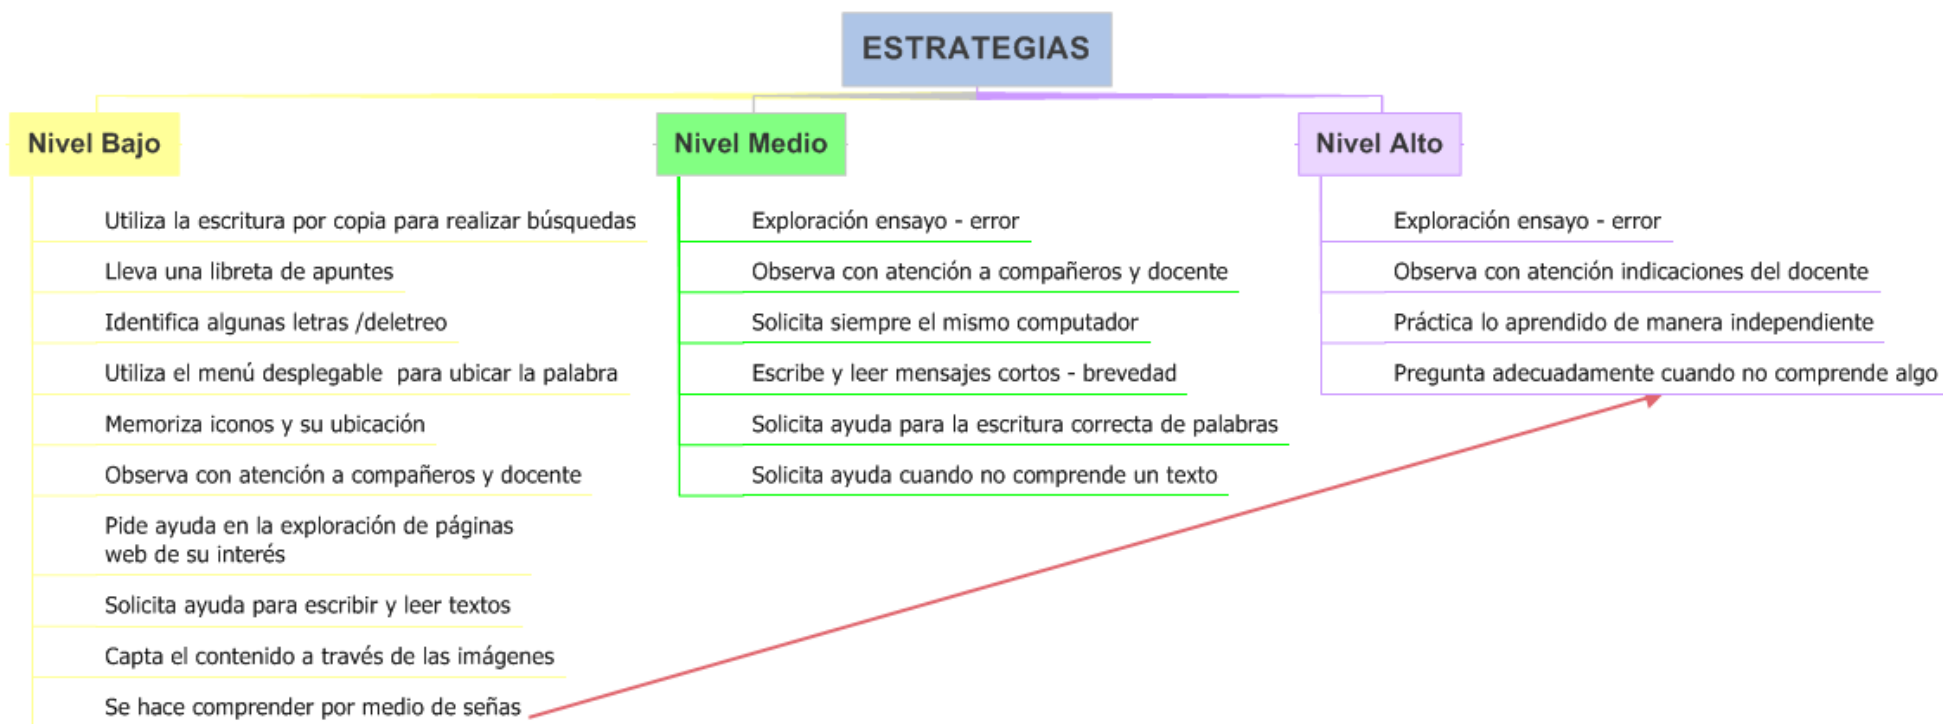 ESTRATEGIAS
Nivel Bajo
Utiliza la escritura por copia para realizar búsquedas
Lleva una libreta de apuntes
Identifica algunas letras /deletreo
Utiliza el menú desplegable  para ubicar la palabra
Memoriza iconos y su ubicación
Observa con atención a compañeros y docente
Pide ayuda en la exploración de páginas
web de su interés
Solicita ayuda para escribir y leer textos
Capta el contenido a través de las imágenes
Se hace comprender por medio de señas
Nivel Medio
Exploración ensayo - error
Observa con atención a compañeros y docente
Solicita siempre el mismo computador
Escribe y leer mensajes cortos - brevedad
Solicita ayuda para la escritura correcta de palabras
Solicita ayuda cuando no comprende un texto
Nivel Alto
Exploración ensayo - error
Observa con atención indicaciones del docente
Práctica lo aprendido de manera independiente
Pregunta adecuadamente cuando no comprende algo